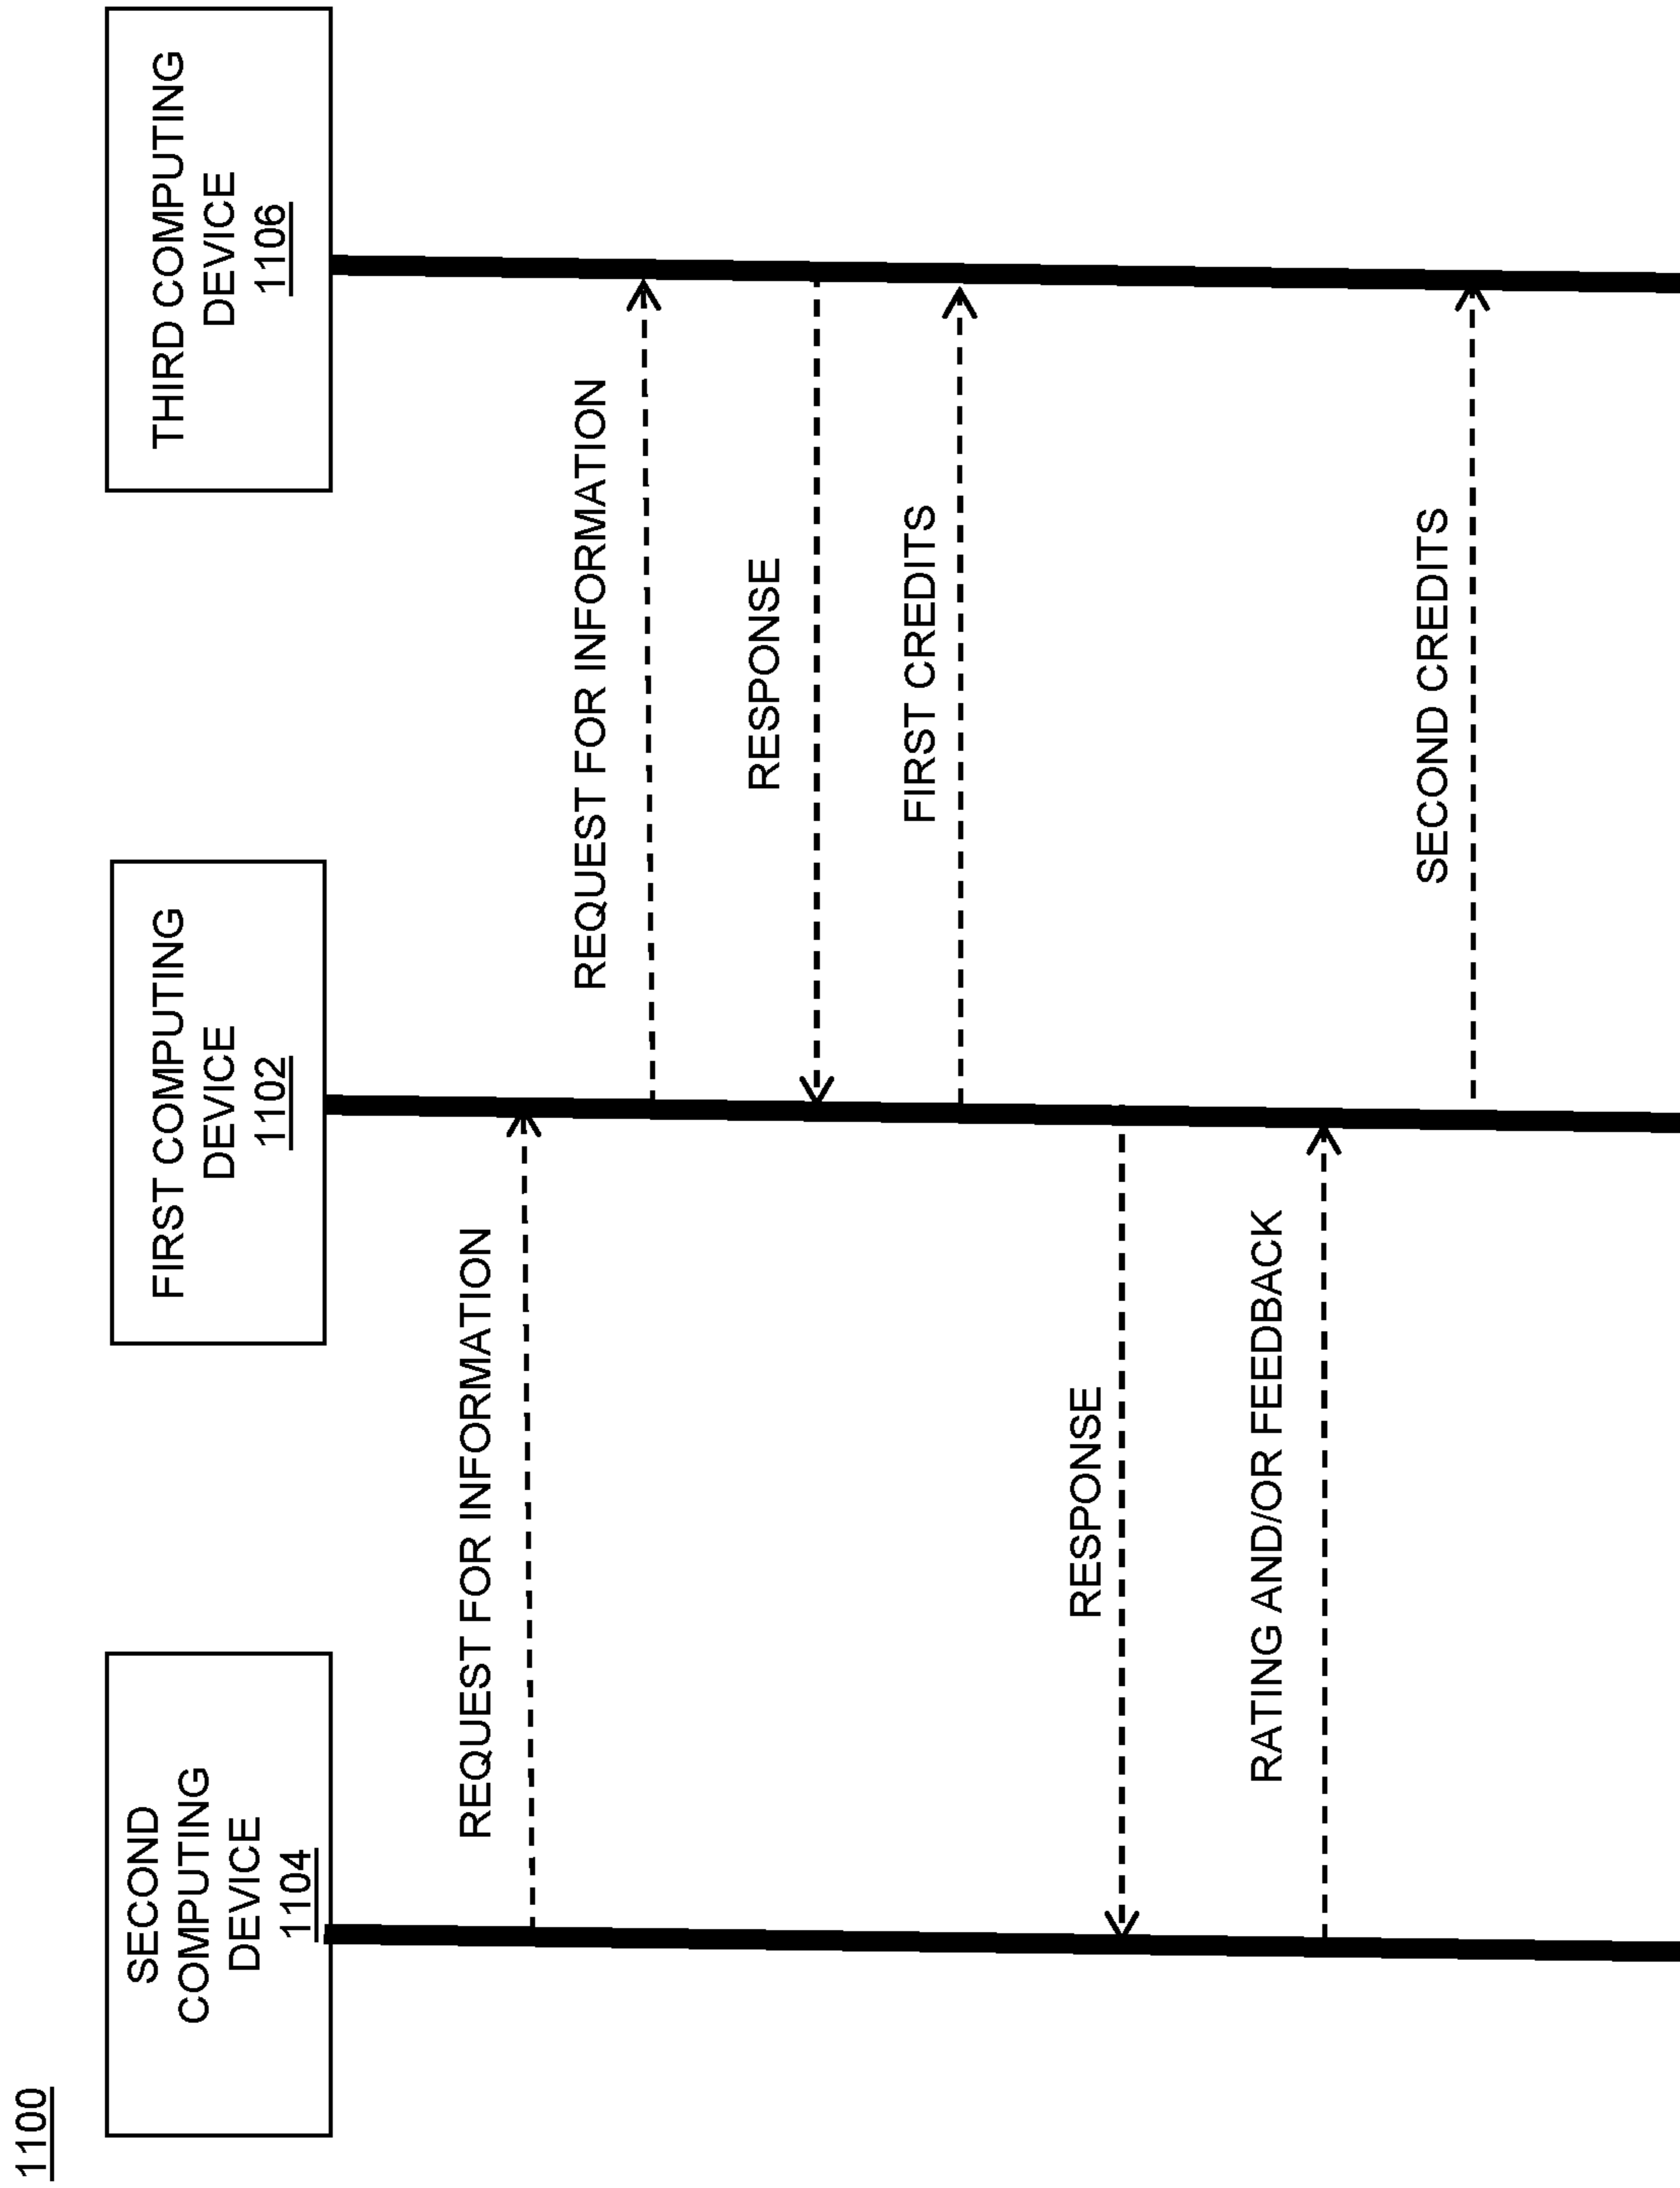 1100
SECOND
COMPUTING
DEVICE
1104
FIRST COMPUTING
DEVICE
1102
THIRD COMPUTING
DEVICE
1106
REQUEST FOR INFORMATION
REQUEST FOR INFORMATION
RESPONSE
FIRST CREDITS
RESPONSE
RATING AND/OR FEEDBACK
SECOND CREDITS